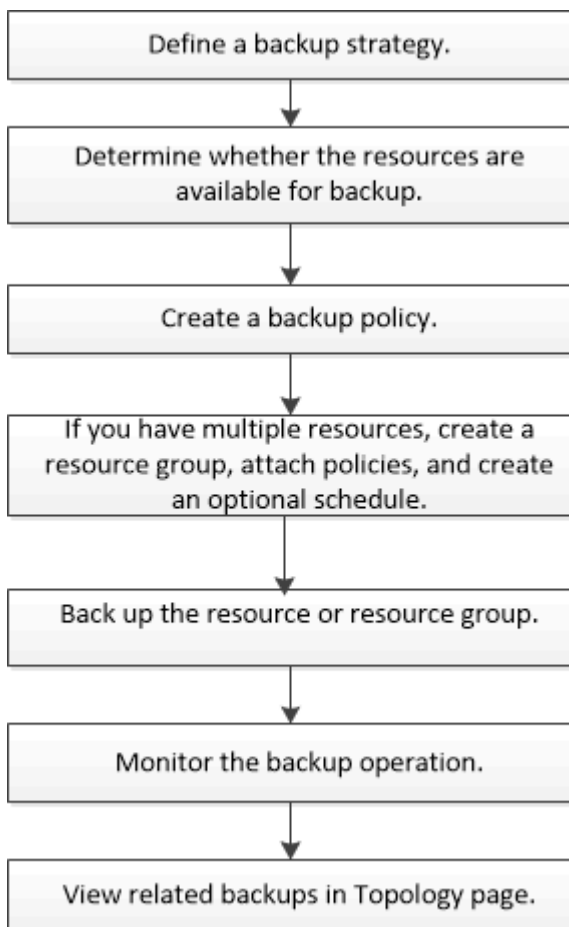 Define a backup strategy.
Determine whether the resources are
available for backup.
Create a backup policy.
If you have multiple resources, create a
resource group, attach policies, and create
an optional schedule.
Back up the resource or resource group.
Monitor the backup operation.
View related backups in Topology page.